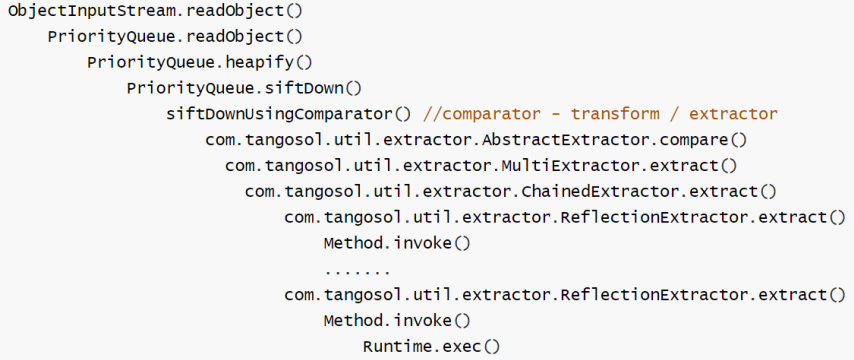 ObjectInputStream.readObject()
PriorityQueue.readObject()
PriorityQueue.heapify()
PriorityQueue.siftDown()
siftDownUsingComparator() //comparator – transform / extractor
com.tangosol.util.extractor.AbstractExtractor.compare()
com.tangosol.util.extractor.MultiExtractor.extract()
com.tangosol.util.extractor.ChainedExtractor.extract()
com.tangosol.util.extractor.ReflectionExtractor.extract()
Method.invoke()
.......
com.tangosol.util.extractor.ReflectionExtractor.extract()
Method.invoke()
Runtime.exec()